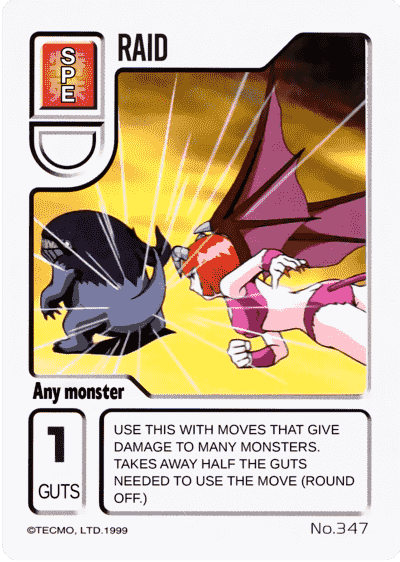 SPE
RAID
Any monster
1
GUTS
USE THIS WITH MOVES THAT GIVE
DAMAGE TO MANY MONSTERS.
TAKES AWAY HALF THE GUTS
NEEDED TO USE THE MOVE (ROUND
OFF.)
©TECMO, LTD.1999
No.347